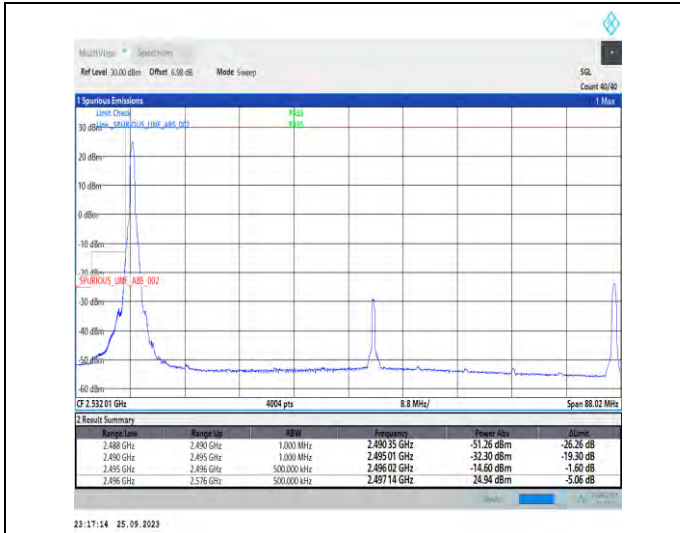 MultiView Spectrum
Ref Level 30.00 dBm Offset 6.98 dB Mode Sweep SGL
Count 40/40
1 Spurious Emissions 1 Max
Limit Check PASS
30 dBm Line _SPURIOUS_LINE_ABS_002 PASS
20 dBm
10 dBm
0 dBm
-10 dBm
-20 dBm
_SPURIOUS_LINE_ABS_002
-30 dBm
-40 dBm
-50 dBm
-60 dBm
CF 2.532 01 GHz 4004 pts 8.8 MHz/ Span 88.02 MHz
2 Result Summary
Range Low Range Up RBW Frequency Power Abs ΔLimit
2.488 GHz 2.490 GHz 1.000 MHz 2.490 35 GHz -51.26 dBm -26.26 dB
2.490 GHz 2.495 GHz 1.000 MHz 2.495 01 GHz -32.30 dBm -19.30 dB
2.495 GHz 2.496 GHz 500.000 kHz 2.496 02 GHz -14.60 dBm -1.60 dB
2.496 GHz 2.576 GHz 500.000 kHz 2.497 14 GHz 24.94 dBm -5.06 dB
23:17:14 25.09.2023